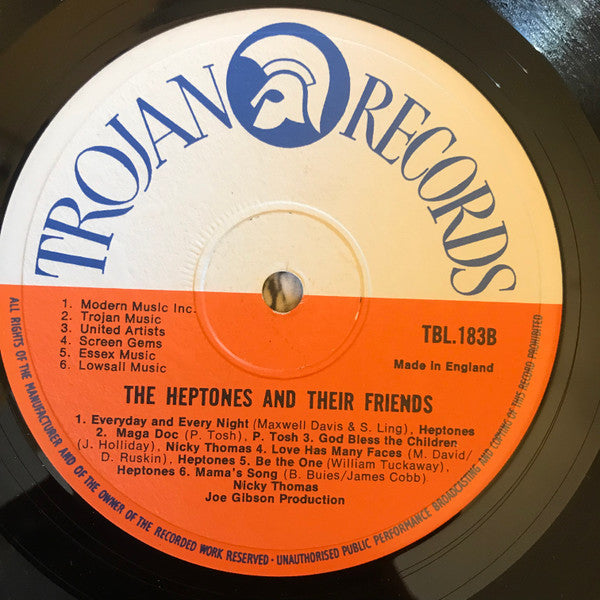 TROJAN RECORDS
1. Modern Music Inc.
2. Trojan Music
3. United Artists
4. Screen Gems
5. Essex Music
6. Lowsall Music
TBL.183B
Made in England
THE HEPTONES AND THEIR FRIENDS
1. Everyday and Every Night (Maxwell Davis & S. Ling), Heptones
2. Maga Doc (P. Tosh), P. Tosh 3. God Bless the Children
(J. Holliday), Nicky Thomas 4. Love Has Many Faces (M. David/
D. Ruskin), Heptones 5. Be the One (William Tuckaway),
Heptones 6. Mama's Song (B. Buies/James Cobb)
Nicky Thomas
Joe Gibson Production
ALL RIGHTS OF THE MANUFACTURER AND OF THE OWNER OF THE RECORDED WORK RESERVED · UNAUTHORISED PUBLIC PERFORMANCE BROADCASTING AND COPYING OF THIS RECORD PROHIBITED